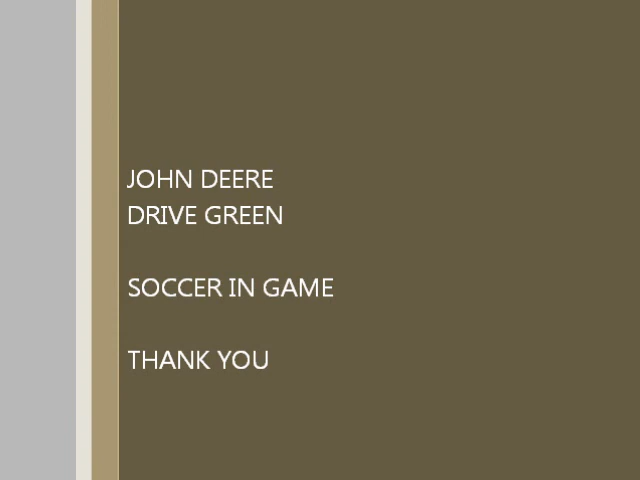 JOHN DEERE
DRIVE GREEN
SOCCER IN GAME
THANK YOU